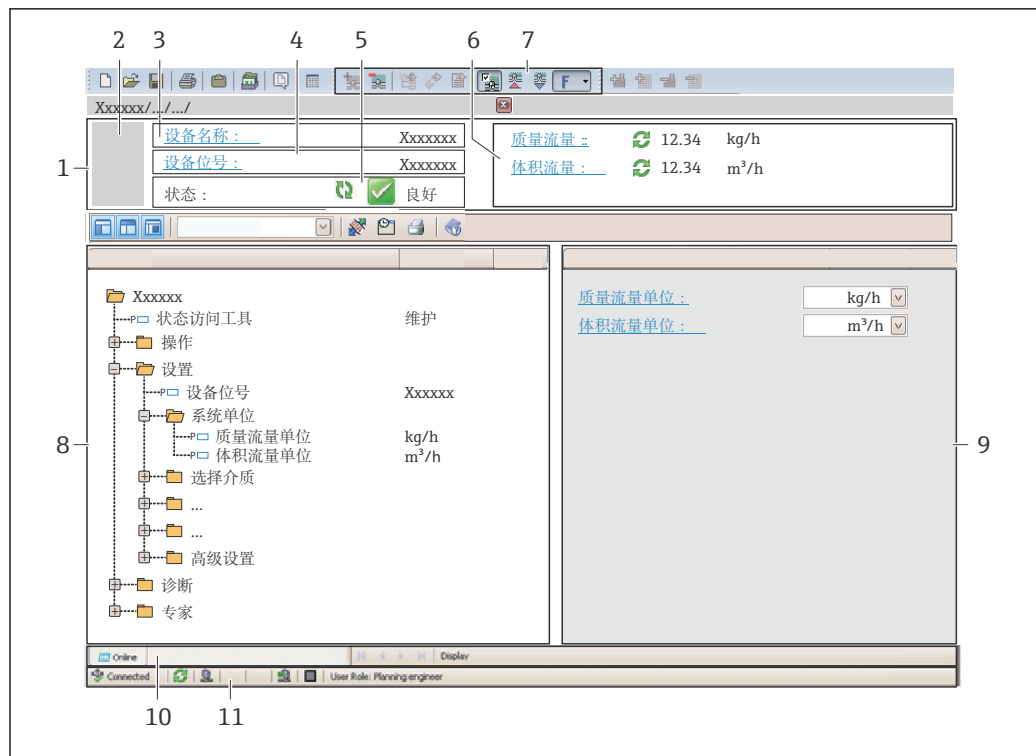 2 3 4 5 6 7
F
Xxxxxx/.../.../
1
设备名称： Xxxxxxx
设备位号： Xxxxxxx
状态： 良好
质量流量 :: 12.34 kg/h
体积流量： 12.34 m³/h
Xxxxxx
P 状态访问工具 维护
操作
设置
P 设备位号 Xxxxxx
系统单位
P 质量流量单位 kg/h
P 体积流量单位 m³/h
选择介质
...
...
高级设置
诊断
专家
8
质量流量单位： kg/h
体积流量单位： m³/h
9
Online Display
Connected User Role: Planning engineer
10 11